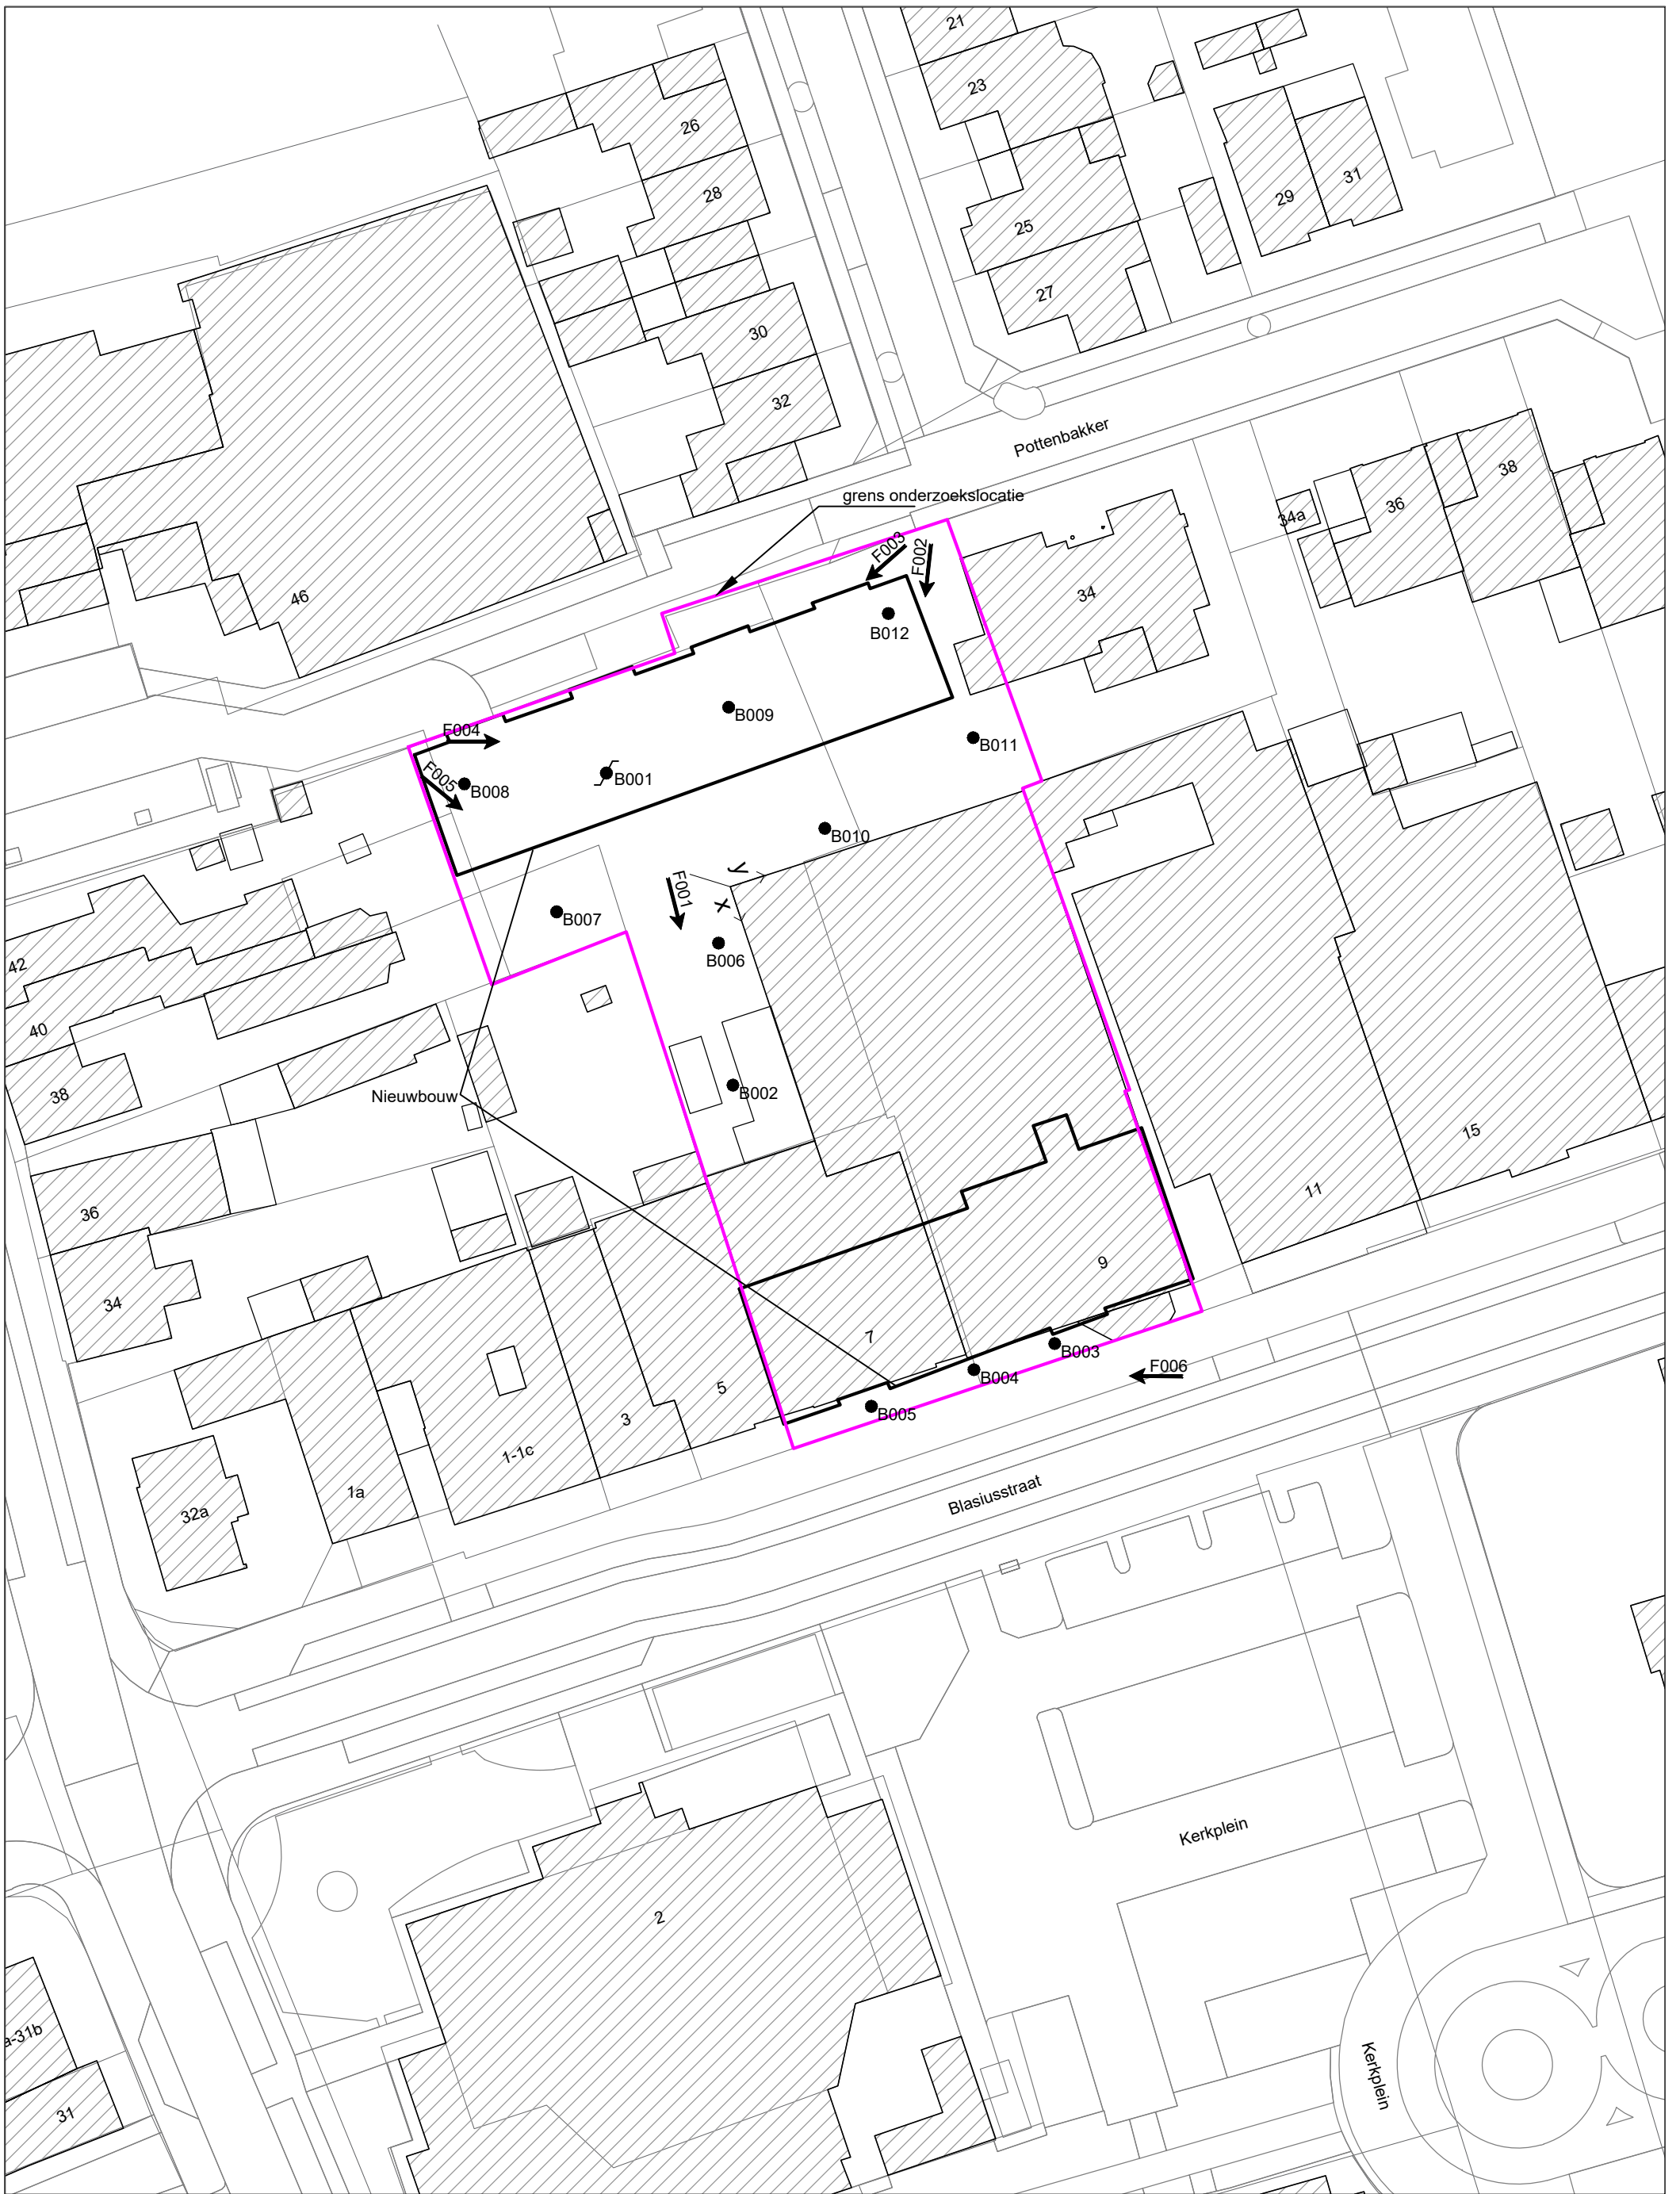 21
23
26
28
31
29
25
27
30
32
Pottenbakker
38
36
34a
grens onderzoekslocatie
F003
F002
46
34
B012
B009
F004
B011
F005
B008
B001
B010
y
x
F001
B007
B006
42
40
38
Nieuwbouw
B002
15
11
36
9
34
7
B003
F006
B004
5
B005
3
1-1c
1a
32a
Blasiusstraat
Kerkplein
2
a-31b
Kerkplein
31